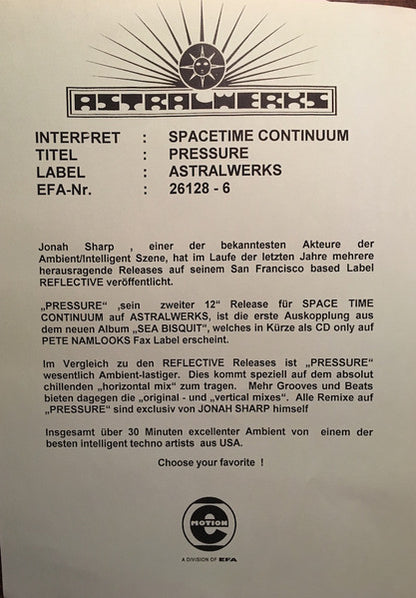 ASTRALWERKS
INTERPRET : SPACETIME CONTINUUM
TITEL : PRESSURE
LABEL : ASTRALWERKS
EFA-Nr. : 26128 - 6
Jonah Sharp , einer der bekanntesten Akteure der
Ambient/Intelligent Szene, hat im Laufe der letzten Jahre mehrere
herausragende Releases auf seinem San Francisco based Label
REFLECTIVE veröffentlicht.
„PRESSURE" ,sein zweiter 12" Release für SPACE TIME
CONTINUUM auf ASTRALWERKS, ist die erste Auskopplung aus
dem neuen Album „SEA BISQUIT", welches in Kürze als CD only auf
PETE NAMLOOKS Fax Label erscheint.
Im Vergleich zu den REFLECTIVE Releases ist „PRESSURE"
wesentlich Ambient-lastiger. Dies kommt speziell auf dem absolut
chillenden „horizontal mix" zum tragen. Mehr Grooves und Beats
bieten dagegen die „original - und „vertical mixes". Alle Remixe auf
„PRESSURE" sind exclusiv von JONAH SHARP himself
Insgesamt über 30 Minuten excellenter Ambient von einem der
besten intelligent techno artists aus USA.
Choose your favorite !
e MOTION
A DIVISION OF EFA